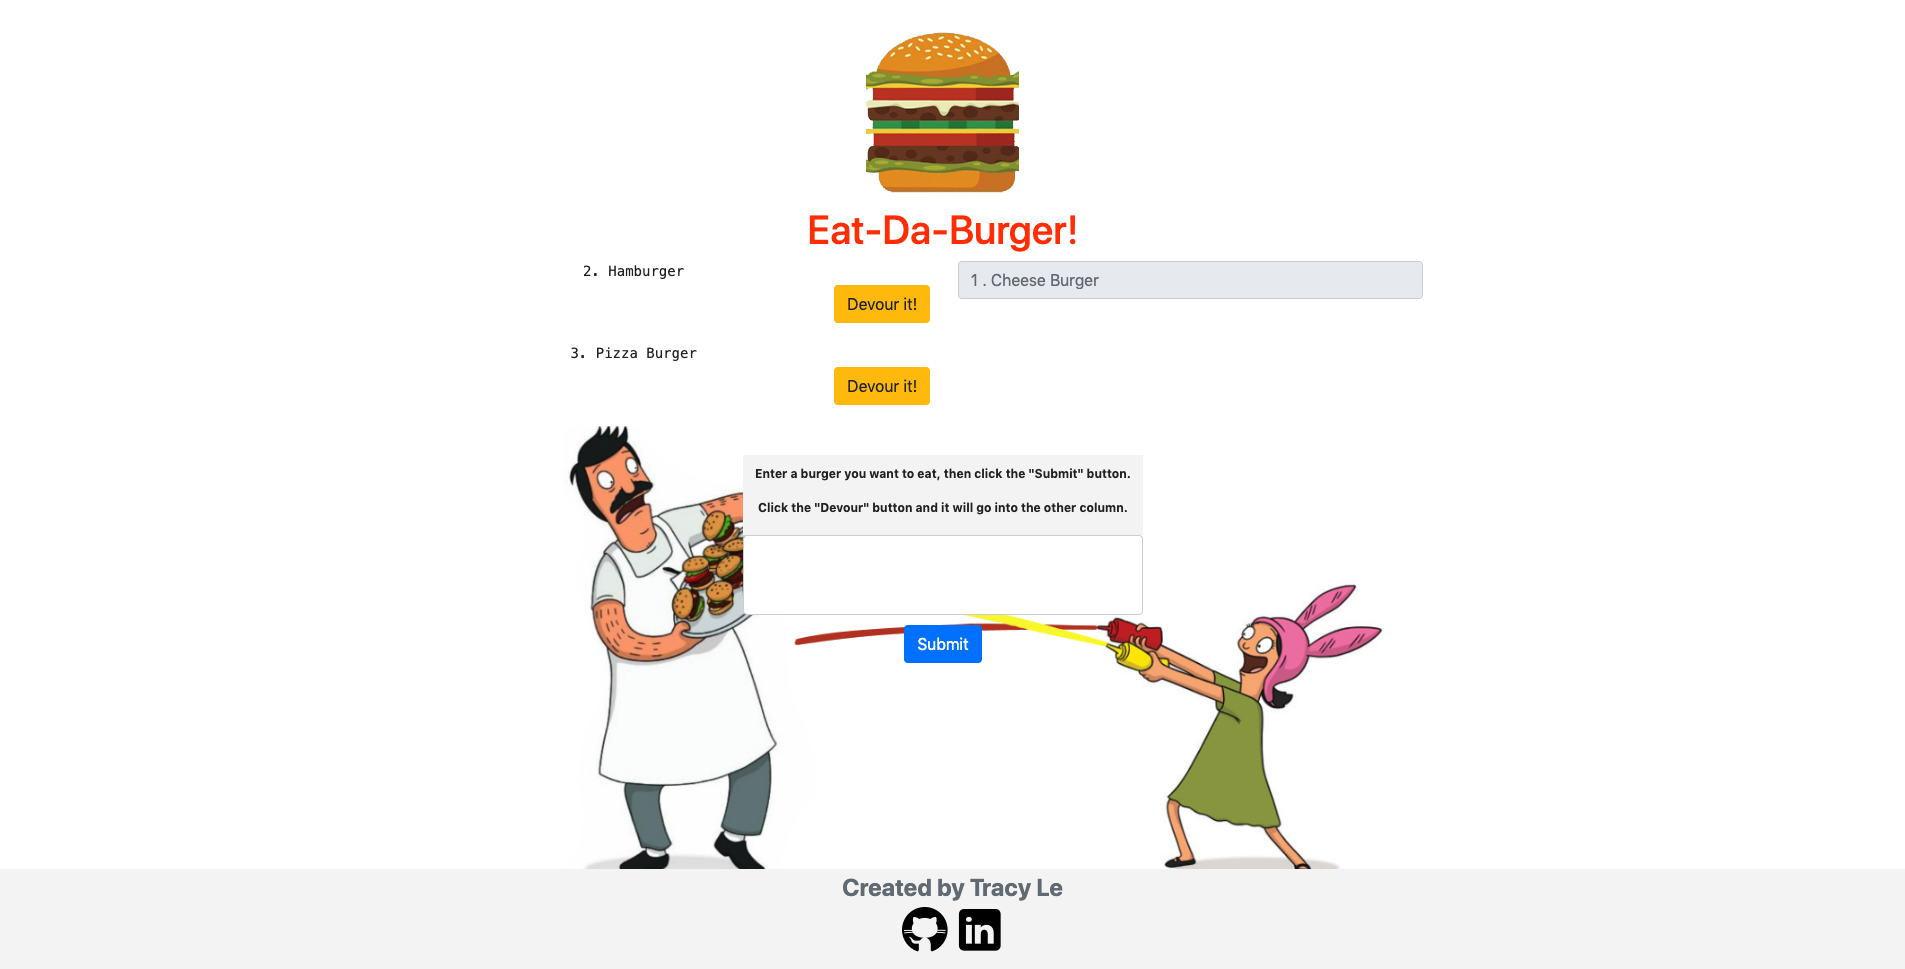 Eat-Da-Burger!
2. Hamburger
Devour it!
3. Pizza Burger
Devour it!
1 . Cheese Burger
Enter a burger you want to eat, then click the "Submit" button.
Click the "Devour" button and it will go into the other column.
Submit
Created by Tracy Le
in